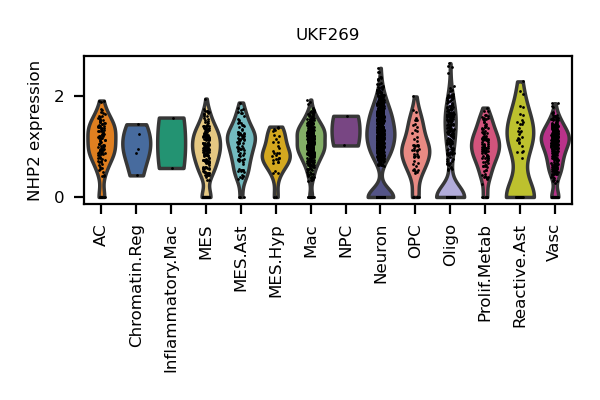 UKF269
NHP2 expression
2
0
AC
Chromatin.Reg
Inflammatory.Mac
MES
MES.Ast
MES.Hyp
Mac
NPC
Neuron
OPC
Oligo
Prolif.Metab
Reactive.Ast
Vasc